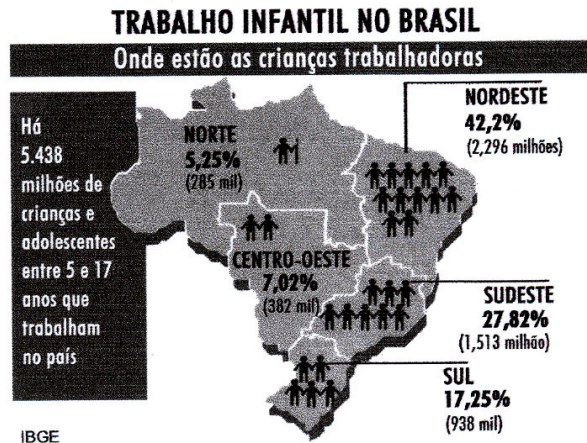 TRABALHO INFANTIL NO BRASIL
Onde estão as crianças trabalhadoras
Há
5.438
milhões de
crianças e
adolescentes
entre 5 e 17
anos que
trabalham
no país
NORTE
5,25%
(285 mil)
NORDESTE
42,2%
(2,296 milhões)
CENTRO-OESTE
7,02%
(382 mil)
SUDESTE
27,82%
(1,513 milhão)
SUL
17,25%
(938 mil)
IBGE